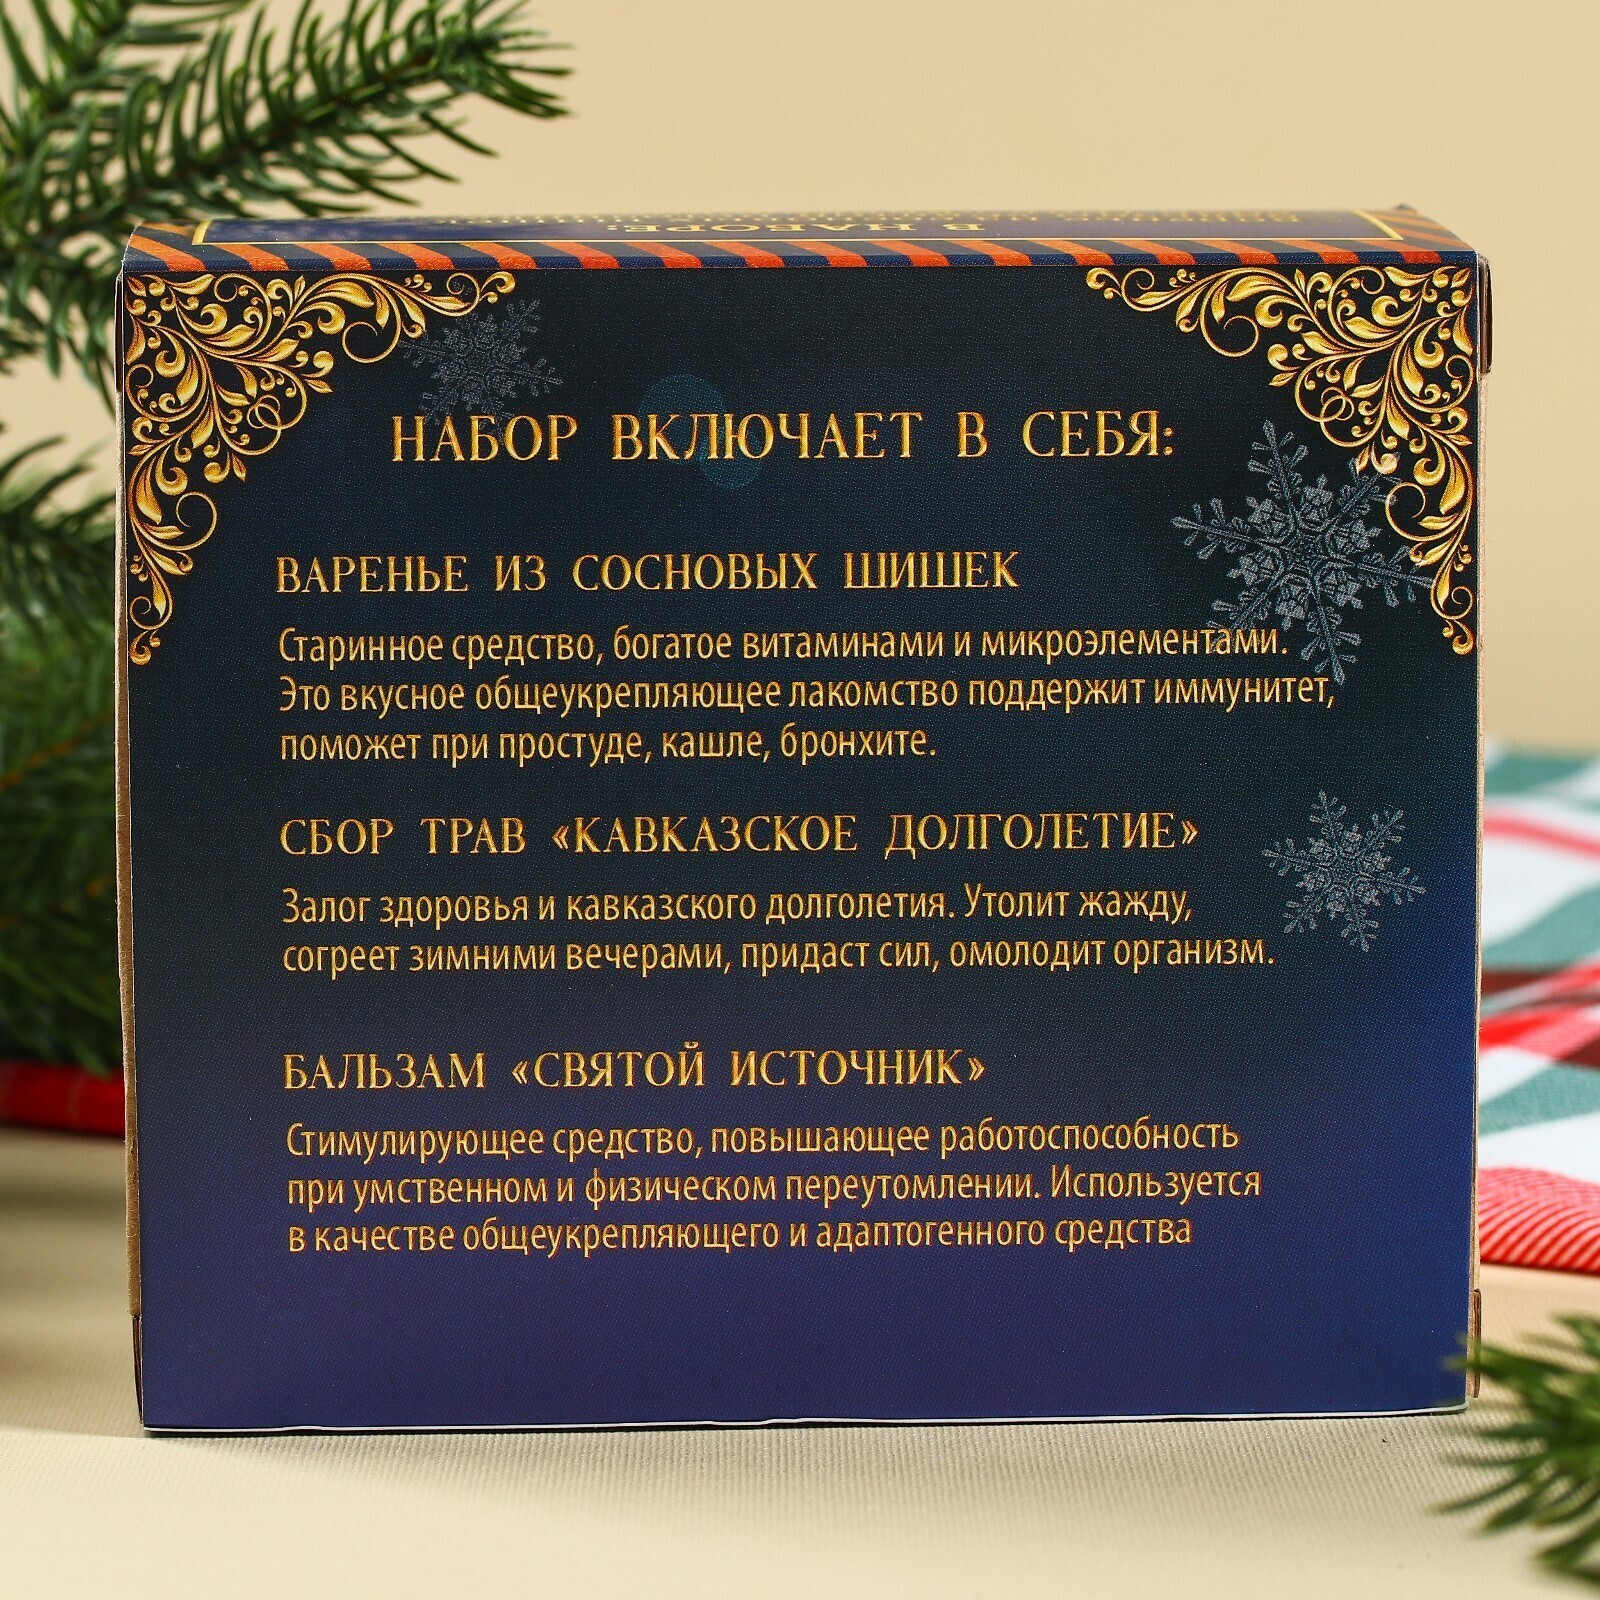 В НАБОРЕ:
НАБОР ВКЛЮЧАЕТ В СЕБЯ:
ВАРЕНЬЕ ИЗ СОСНОВЫХ ШИШЕК
Старинное средство, богатое витаминами и микроэлементами.
Это вкусное общеукрепляющее лакомство поддержит иммунитет,
поможет при простуде, кашле, бронхите.
СБОР ТРАВ «КАВКАЗСКОЕ ДОЛГОЛЕТИЕ»
Залог здоровья и кавказского долголетия. Утолит жажду,
согреет зимними вечерами, придаст сил, омолодит организм.
БАЛЬЗАМ «СВЯТОЙ ИСТОЧНИК»
Стимулирующее средство, повышающее работоспособность
при умственном и физическом переутомлении. Используется
в качестве общеукрепляющего и адаптогенного средства